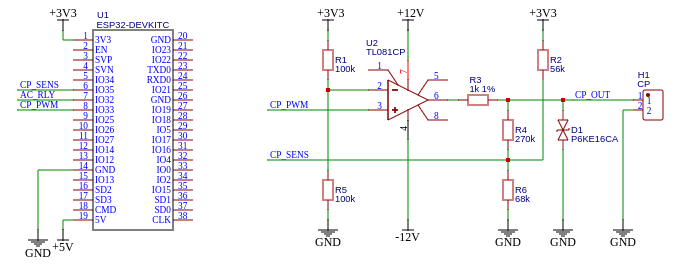 +3V3
U1
ESP32-DEVKITC
1 3V3 GND 20
2 EN IO23 21
3 SVP IO22 22
4 SVN TXD0 23
5 IO34 RXD0 24
CP_SENS 6 IO35 IO21 25
AC_RLY 7 IO32 GND 26
CP_PWM 8 IO33 IO19 27
9 IO25 IO18 28
10 IO26 IO5 29
11 IO27 IO17 30
12 IO14 IO16 31
13 IO12 IO4 32
14 GND IO0 33
15 IO13 IO2 34
16 SD2 IO15 35
17 SD3 SD1 36
18 CMD SD0 37
19 5V CLK 38
GND
+5V
+3V3
+12V
+3V3
R1
100k
U2
TL081CP
R2
56k
1
7
5
2
6
3
8
4
R3
1k 1%
CP_PWM
CP_OUT
H1
CP
1 1
2 2
R4
270k
D1
P6KE16CA
CP_SENS
R5
100k
R6
68k
GND
-12V
GND
GND
GND